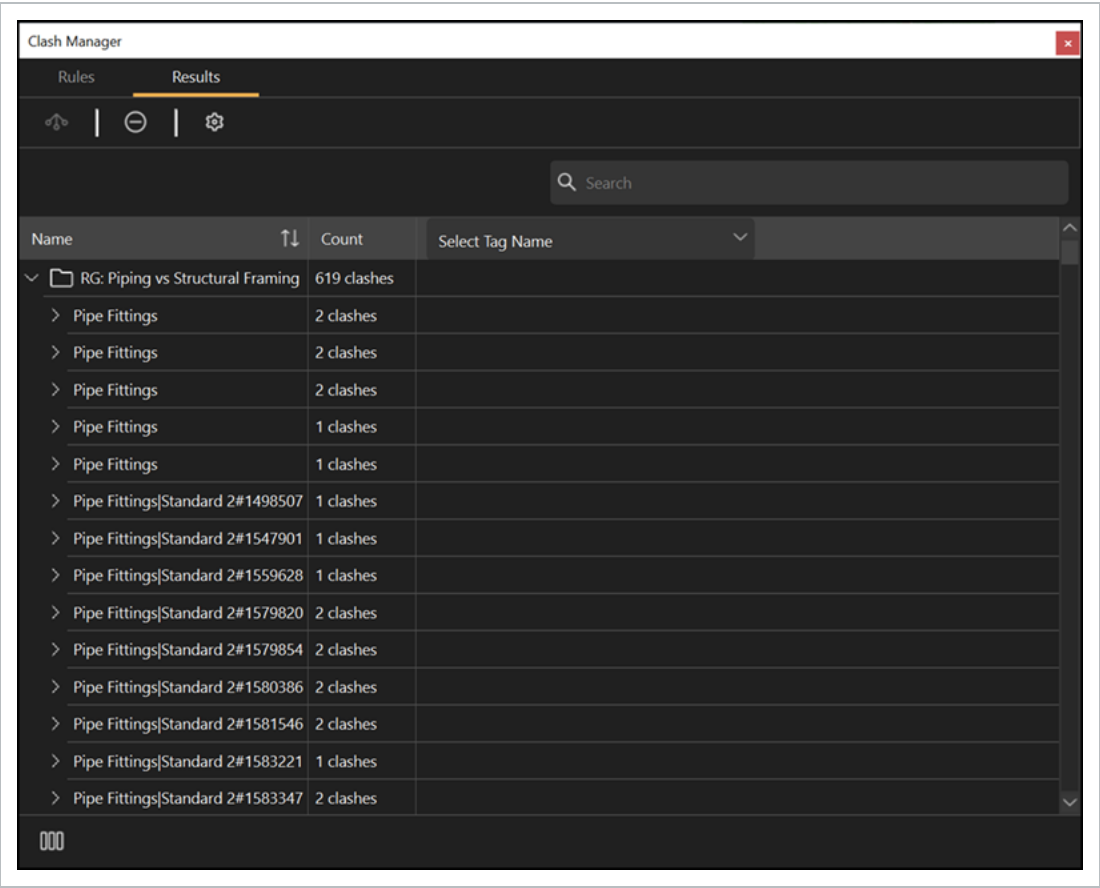 Clash Manager
Rules Results
Search
Name Count Select Tag Name
RG: Piping vs Structural Framing 619 clashes
Pipe Fittings 2 clashes
Pipe Fittings 2 clashes
Pipe Fittings 2 clashes
Pipe Fittings 1 clashes
Pipe Fittings 1 clashes
Pipe Fittings|Standard 2#1498507 1 clashes
Pipe Fittings|Standard 2#1547901 1 clashes
Pipe Fittings|Standard 2#1559628 1 clashes
Pipe Fittings|Standard 2#1579820 2 clashes
Pipe Fittings|Standard 2#1579854 2 clashes
Pipe Fittings|Standard 2#1580386 2 clashes
Pipe Fittings|Standard 2#1581546 2 clashes
Pipe Fittings|Standard 2#1583221 1 clashes
Pipe Fittings|Standard 2#1583347 2 clashes